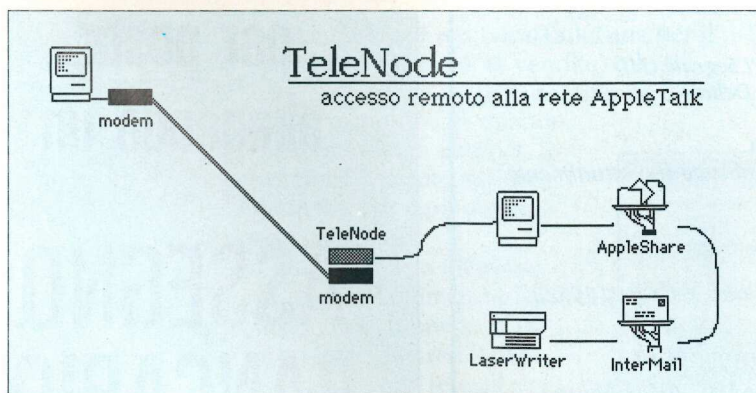 TeleNode
accesso remoto alla rete AppleTalk
modem
TeleNode
modem
AppleShare
LaserWriter
InterMail